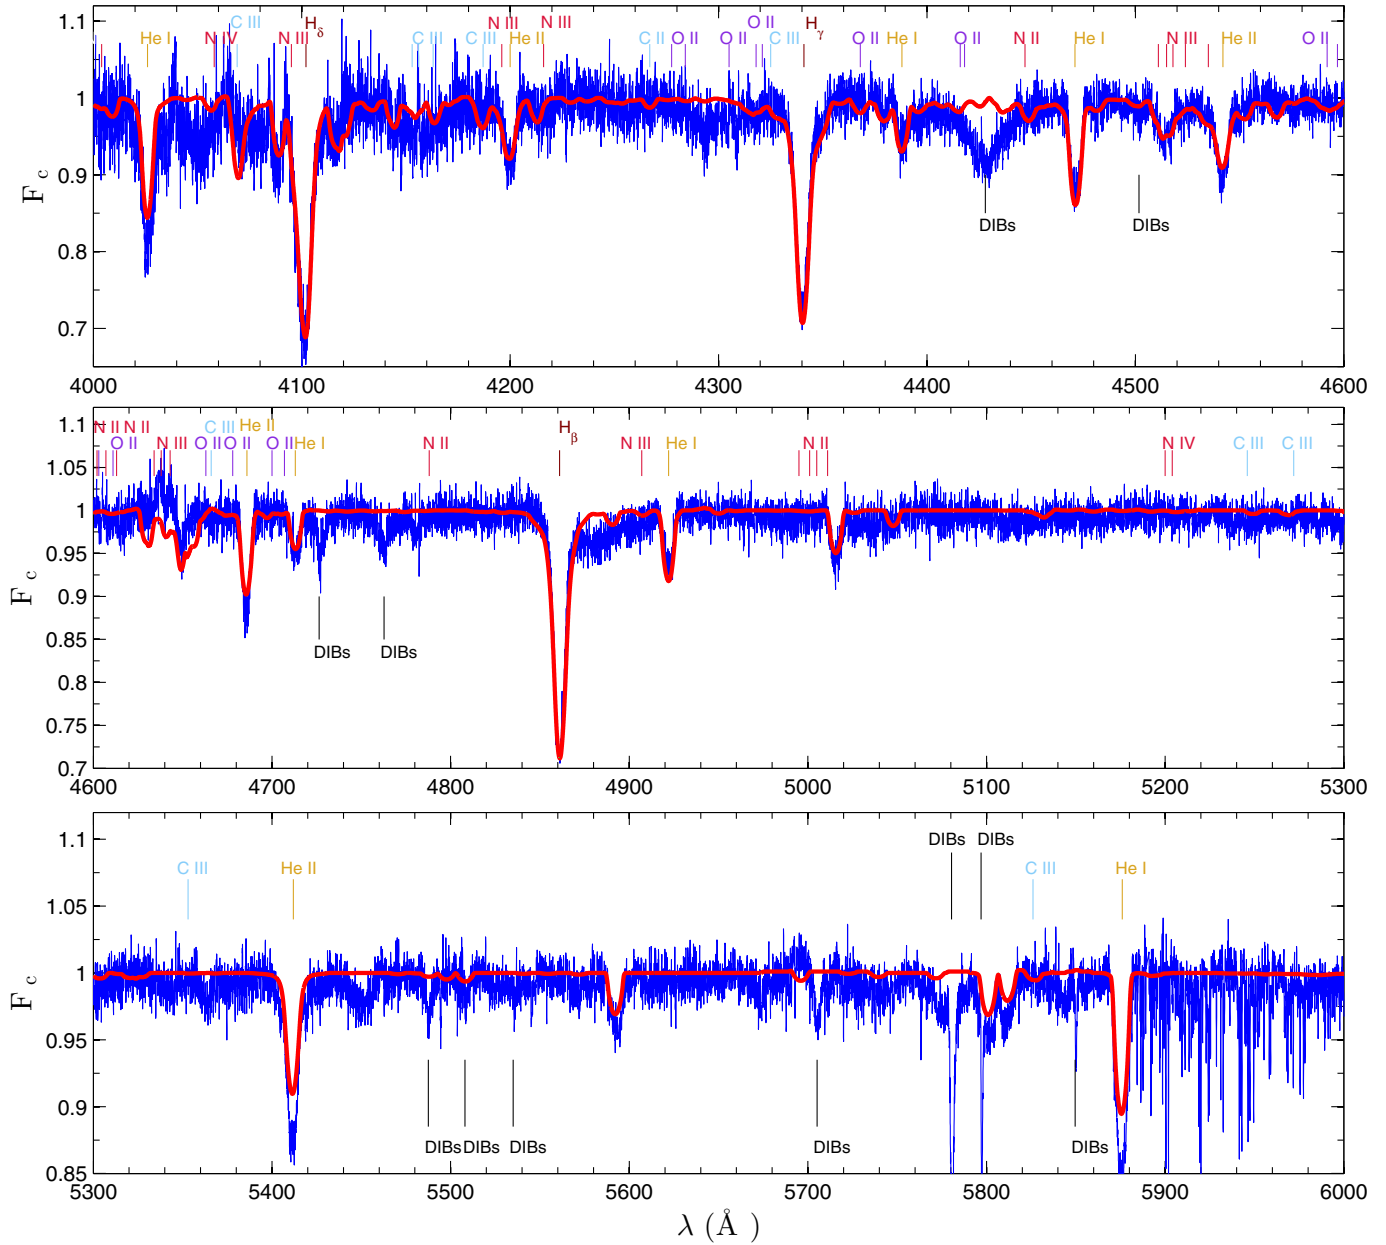 C III H δ N III N III O II H γ
He I N IV N III C III C III He II C II O II O II C III O II He I O II N II He I N III He II O II
1.1
1
0.9
0.8
0.7
F c
DIBs DIBs
4000 4100 4200 4300 4400 4500 4600
N II N II C III He II H β
O II N III O II O II O II He I N II N III He I N II N IV C III C III
1.1
1.05
1
0.95
0.9
0.85
0.8
0.75
0.7
F c
DIBs DIBs
4600 4700 4800 4900 5000 5100 5200 5300
DIBs DIBs
C III He II C III He I
1.1
1.05
1
0.95
0.9
0.85
F c
DIBs DIBs DIBs DIBs DIBs
5300 5400 5500 5600 5700 5800 5900 6000
λ (Å )